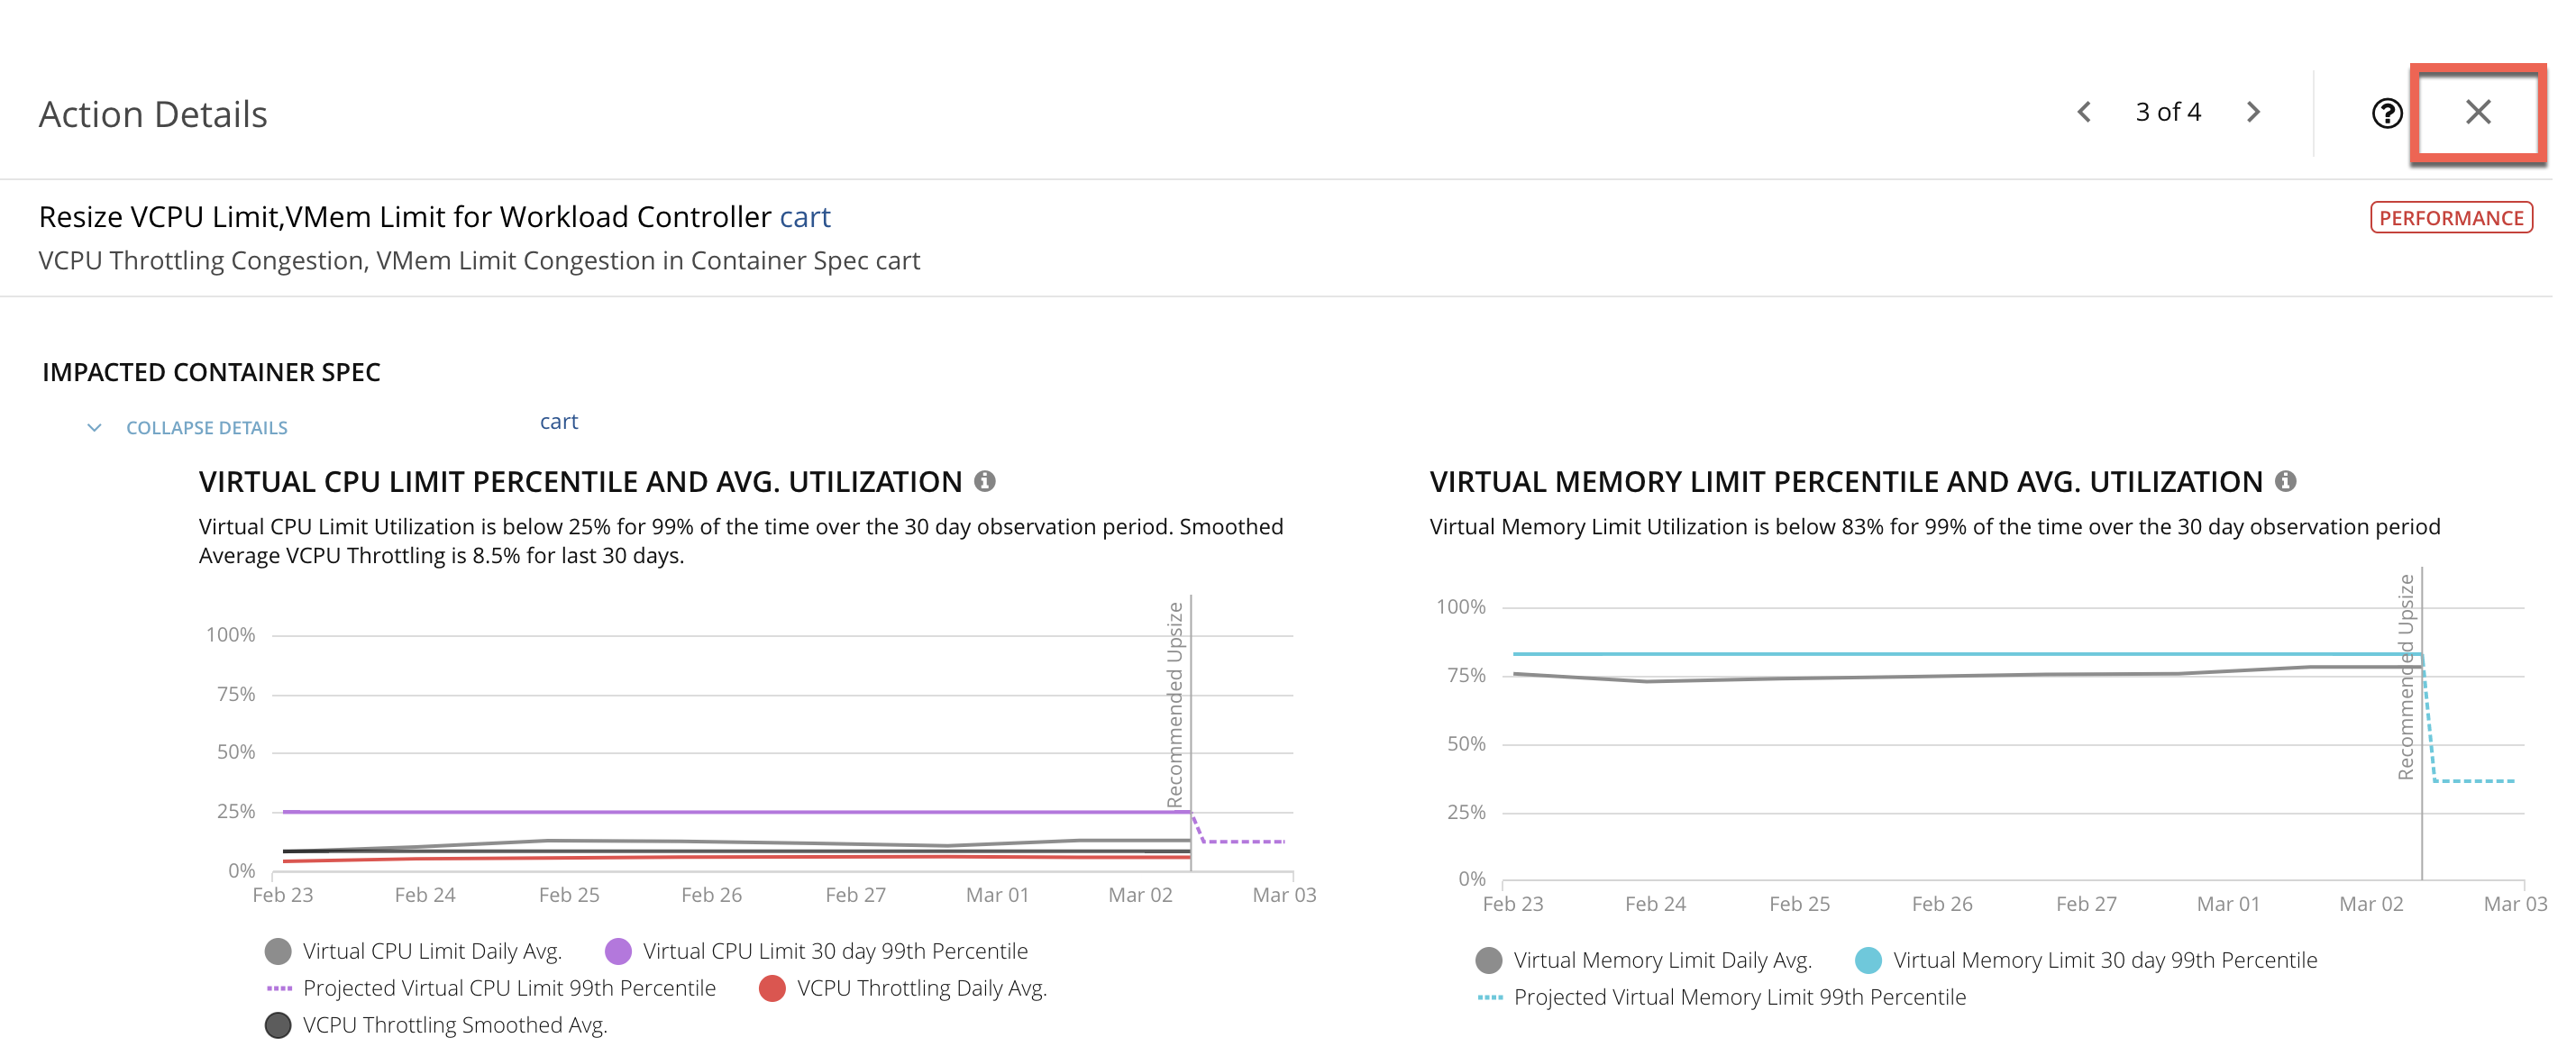 Action Details
3 of 4
Resize VCPU Limit,VMem Limit for Workload Controller cart
PERFORMANCE
VCPU Throttling Congestion, VMem Limit Congestion in Container Spec cart
IMPACTED CONTAINER SPEC
COLLAPSE DETAILS
cart
VIRTUAL CPU LIMIT PERCENTILE AND AVG. UTILIZATION
Virtual CPU Limit Utilization is below 25% for 99% of the time over the 30 day observation period. Smoothed
Average VCPU Throttling is 8.5% for last 30 days.
Recommended Upsize
100%
75%
50%
25%
0%
Feb 23
Feb 24
Feb 25
Feb 26
Feb 27
Mar 01
Mar 02
Mar 03
Virtual CPU Limit Daily Avg.
Virtual CPU Limit 30 day 99th Percentile
Projected Virtual CPU Limit 99th Percentile
VCPU Throttling Daily Avg.
VCPU Throttling Smoothed Avg.
VIRTUAL MEMORY LIMIT PERCENTILE AND AVG. UTILIZATION
Virtual Memory Limit Utilization is below 83% for 99% of the time over the 30 day observation period
Recommended Upsize
100%
75%
50%
25%
0%
Feb 23
Feb 24
Feb 25
Feb 26
Feb 27
Mar 01
Mar 02
Mar 03
Virtual Memory Limit Daily Avg.
Virtual Memory Limit 30 day 99th Percentile
Projected Virtual Memory Limit 99th Percentile